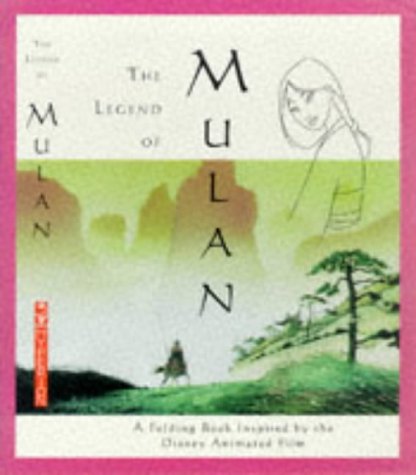 THE
LEGEND
OF
MULAN
THE
LEGEND
OF
MULAN
A Folding Book Inspired by the
Disney Animated Film